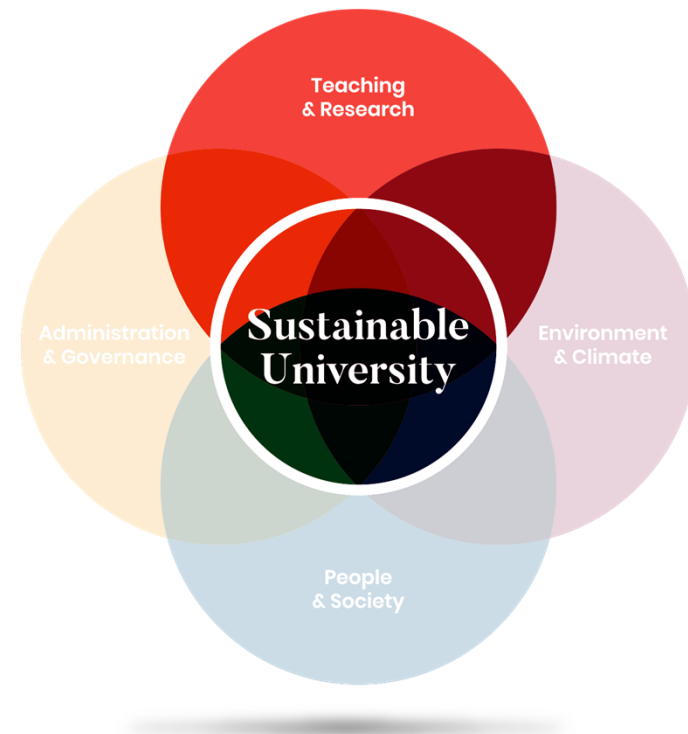 Teaching
& Research
Administration
& Governance
Sustainable
University
Environment
& Climate
People
& Society